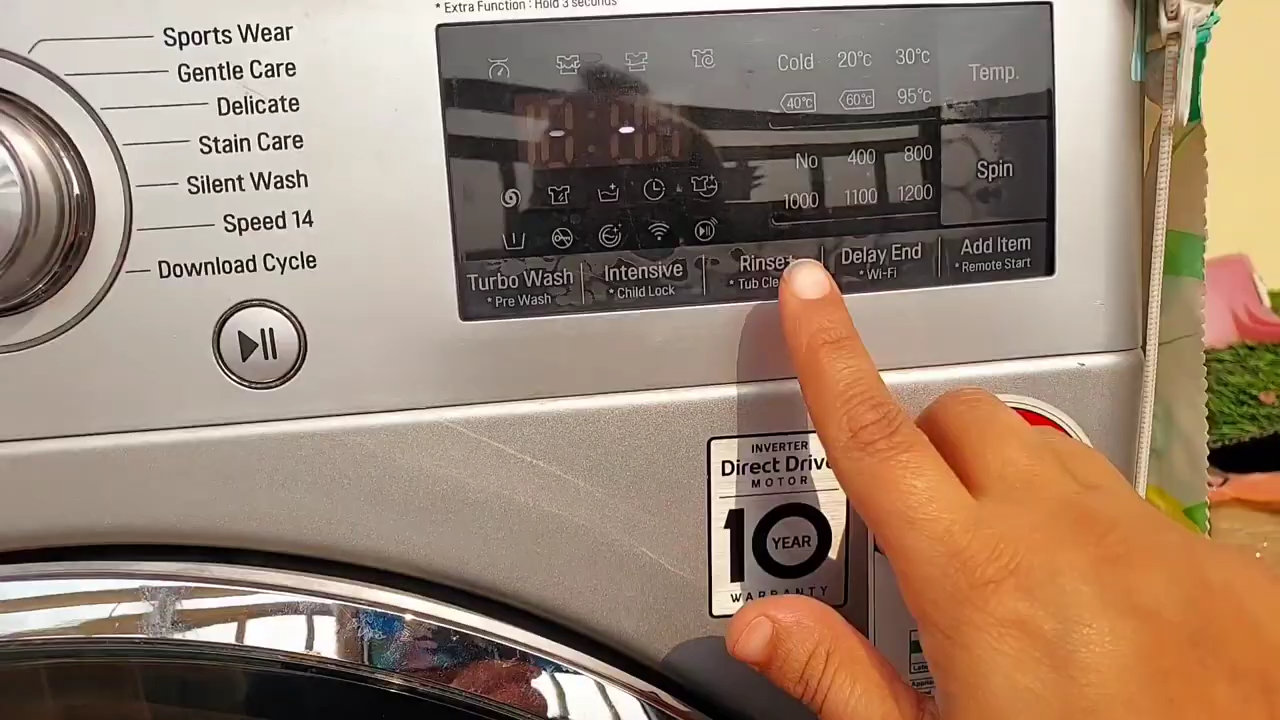 * Extra Function : Hold 3 seconds
Sports Wear
Gentle Care
Delicate
Stain Care
Silent Wash
Speed 14
Download Cycle
Cold 20°c 30°c
40°c 60°c 95°c
Temp.
No 400 800
1000 1100 1200
Spin
Turbo Wash
* Pre Wash
Intensive
* Child Lock
Rinse+
* Tub
Delay End
* Wi-Fi
Add Item
* Remote Start
INVERTER
Direct Drive
MOTOR
10
YEAR
WARRANTY